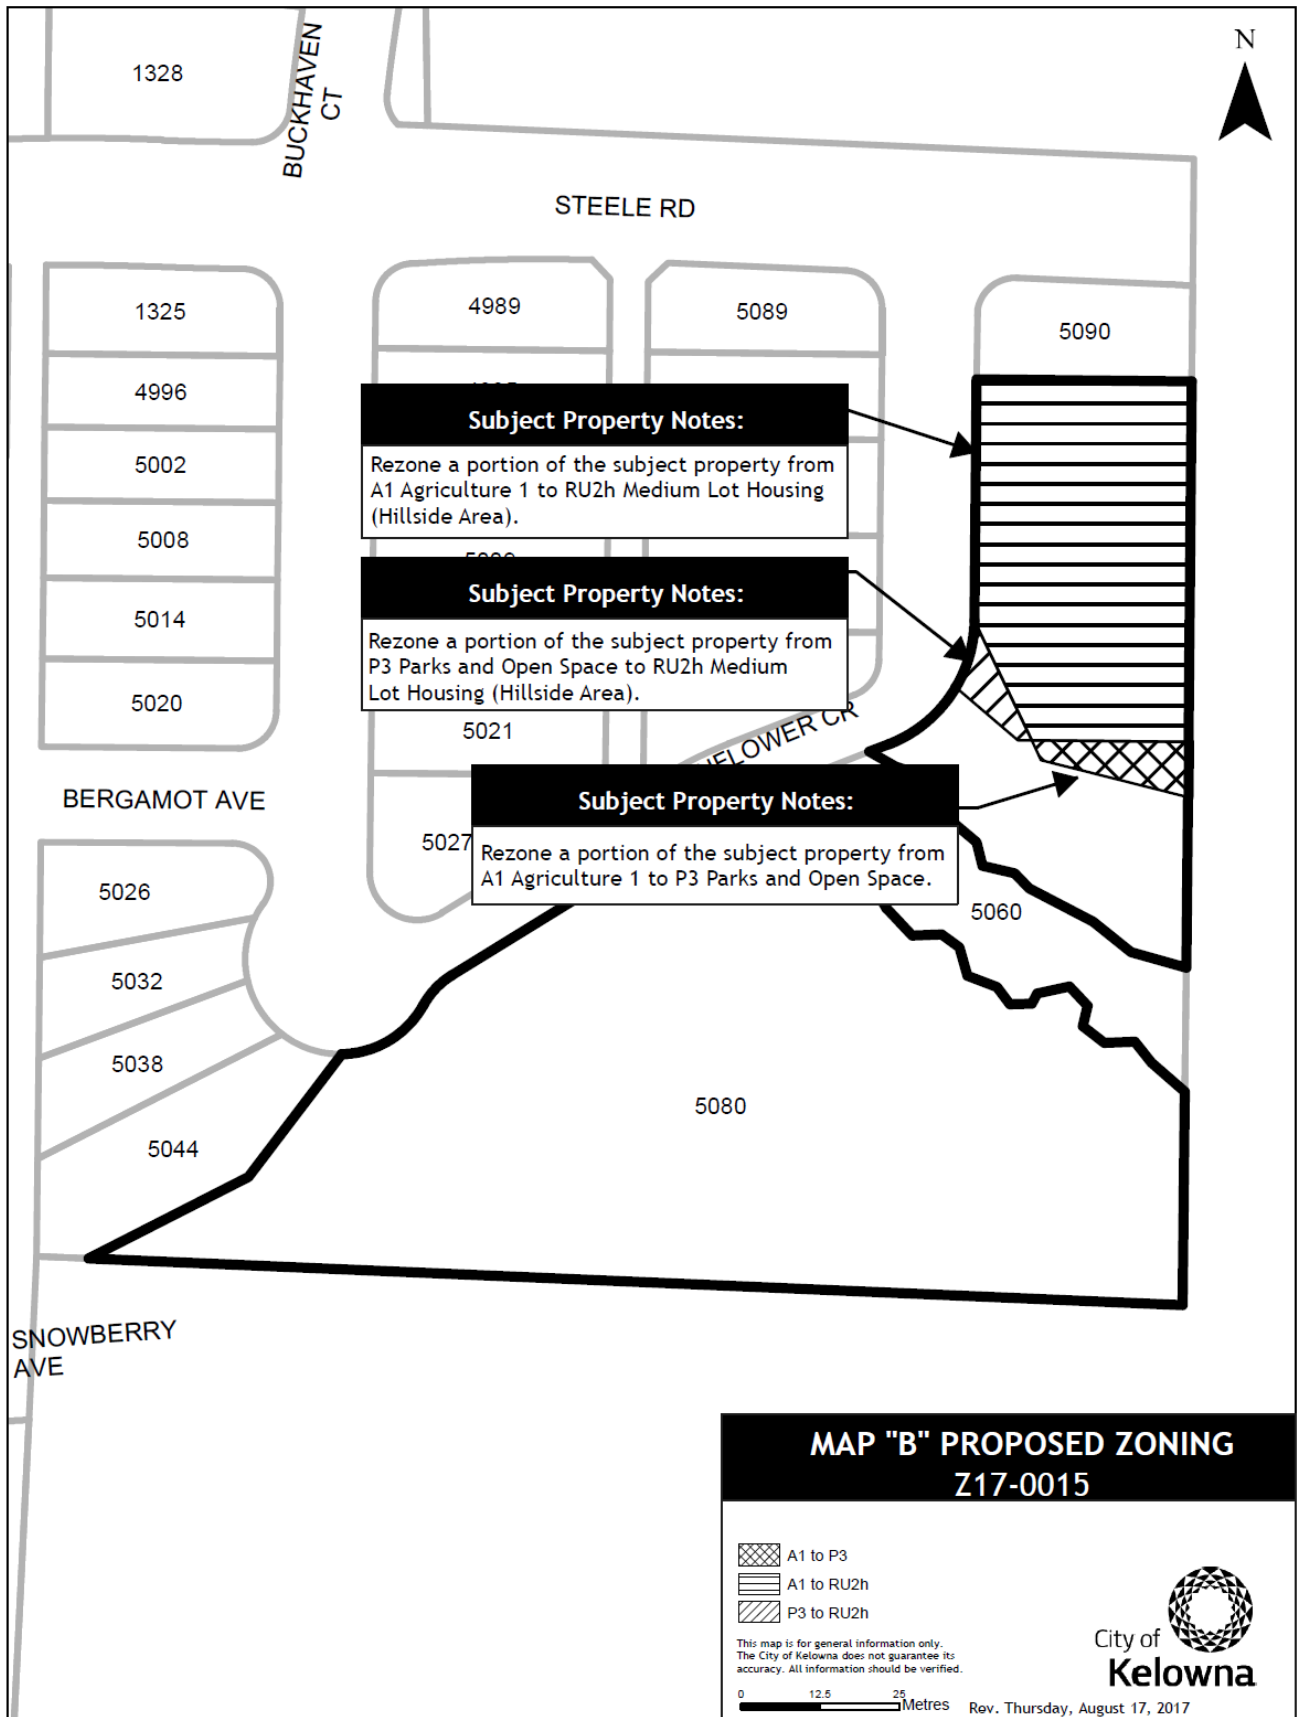 1328
BUCKHAVEN
CT
N
STEELE RD
1325
4989
5089
5090
4996
5002
5008
5014
5020
Subject Property Notes:
Rezone a portion of the subject property from
A1 Agriculture 1 to RU2h Medium Lot Housing
(Hillside Area).
Subject Property Notes:
Rezone a portion of the subject property from
P3 Parks and Open Space to RU2h Medium
Lot Housing (Hillside Area).
5021
CR
BERGAMOT AVE
Subject Property Notes:
Rezone a portion of the subject property from
A1 Agriculture 1 to P3 Parks and Open Space.
5027
5026
5060
5032
5038
5044
5080
SNOWBERRY
AVE
MAP "B" PROPOSED ZONING
Z17-0015
A1 to P3
A1 to RU2h
P3 to RU2h
This map is for general information only.
The City of Kelowna does not guarantee its
accuracy. All information should be verified.
0 12.5 25
Metres
City of
Kelowna
Rev. Thursday, August 17, 2017